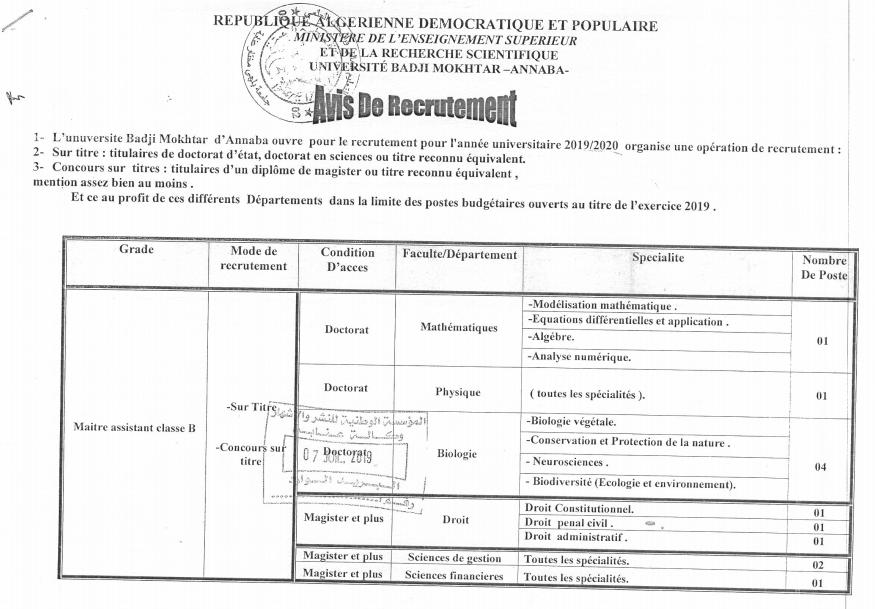 REPUBLIQUE ALGERIENNE DEMOCRATIQUE ET POPULAIRE
MINISTERE DE L'ENSEIGNEMENT SUPERIEUR
ET DE LA RECHERCHE SCIENTIFIQUE
UNIVERSITÉ BADJI MOKHTAR –ANNABA-
Avis De Recrutement
1- L'unuversite Badji Mokhtar d'Annaba ouvre pour le recrutement pour l'année universitaire 2019/2020 organise une opération de recrutement :
2- Sur titre : titulaires de doctorat d'état, doctorat en sciences ou titre reconnu équivalent.
3- Concours sur titres : titulaires d'un diplôme de magister ou titre reconnu équivalent ,
mention assez bien au moins .
Et ce au profit de ces différents Départements dans la limite des postes budgétaires ouverts au titre de l'exercice 2019 .
Grade Mode de recrutement Condition D'acces Faculte/Département Specialite Nombre De Poste
Maitre assistant classe B
-Sur Titre
-Concours sur
titre
Doctorat Mathématiques
-Modélisation mathématique .
-Equations différentielles et application .
-Algébre.
-Analyse numérique.
01
Doctorat Physique ( toutes les spécialités ). 01
Doctorat Biologie
-Biologie végetale.
-Conservation et Protection de la nature .
- Neurosciences .
- Biodiversité (Ecologie et environnement).
04
Magister et plus Droit
Droit Constitutionnel. 01
Droit penal civil . 01
Droit administratif . 01
Magister et plus Sciences de gestion Toutes les spécialités. 02
Magister et plus Sciences financieres Toutes les spécialités. 01
المؤسسة الوطنية للنشر والإشهار
وكالة عنابة
07 JUIL. 2019